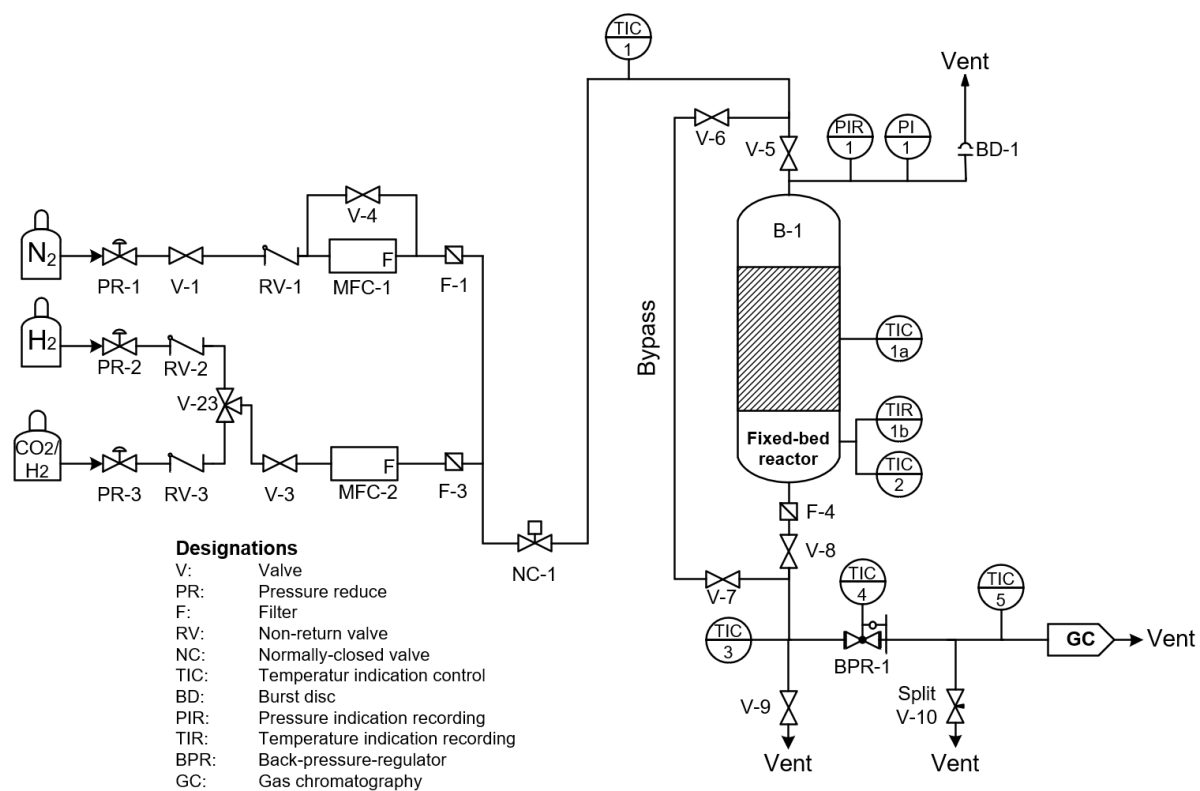 TIC
1
Vent
V-6
V-5
PIR
1
PI
1
BD-1
V-4
B-1
N2
F
PR-1
V-1
RV-1
MFC-1
F-1
H2
TIC
1a
Bypass
PR-2
RV-2
V-23
TIR
1b
CO2/
H2
Fixed-bed
reactor
F
TIC
2
PR-3
RV-3
V-3
MFC-2
F-3
F-4
V-8
NC-1
Designations
V: Valve
PR: Pressure reduce
F: Filter
RV: Non-return valve
NC: Normally-closed valve
TIC: Temperatur indication control
BD: Burst disc
PIR: Pressure indication recording
TIR: Temperature indication recording
BPR: Back-pressure-regulator
GC: Gas chromatography
V-7
TIC
4
TIC
5
TIC
3
BPR-1
GC
Vent
V-9
Split
V-10
Vent
Vent